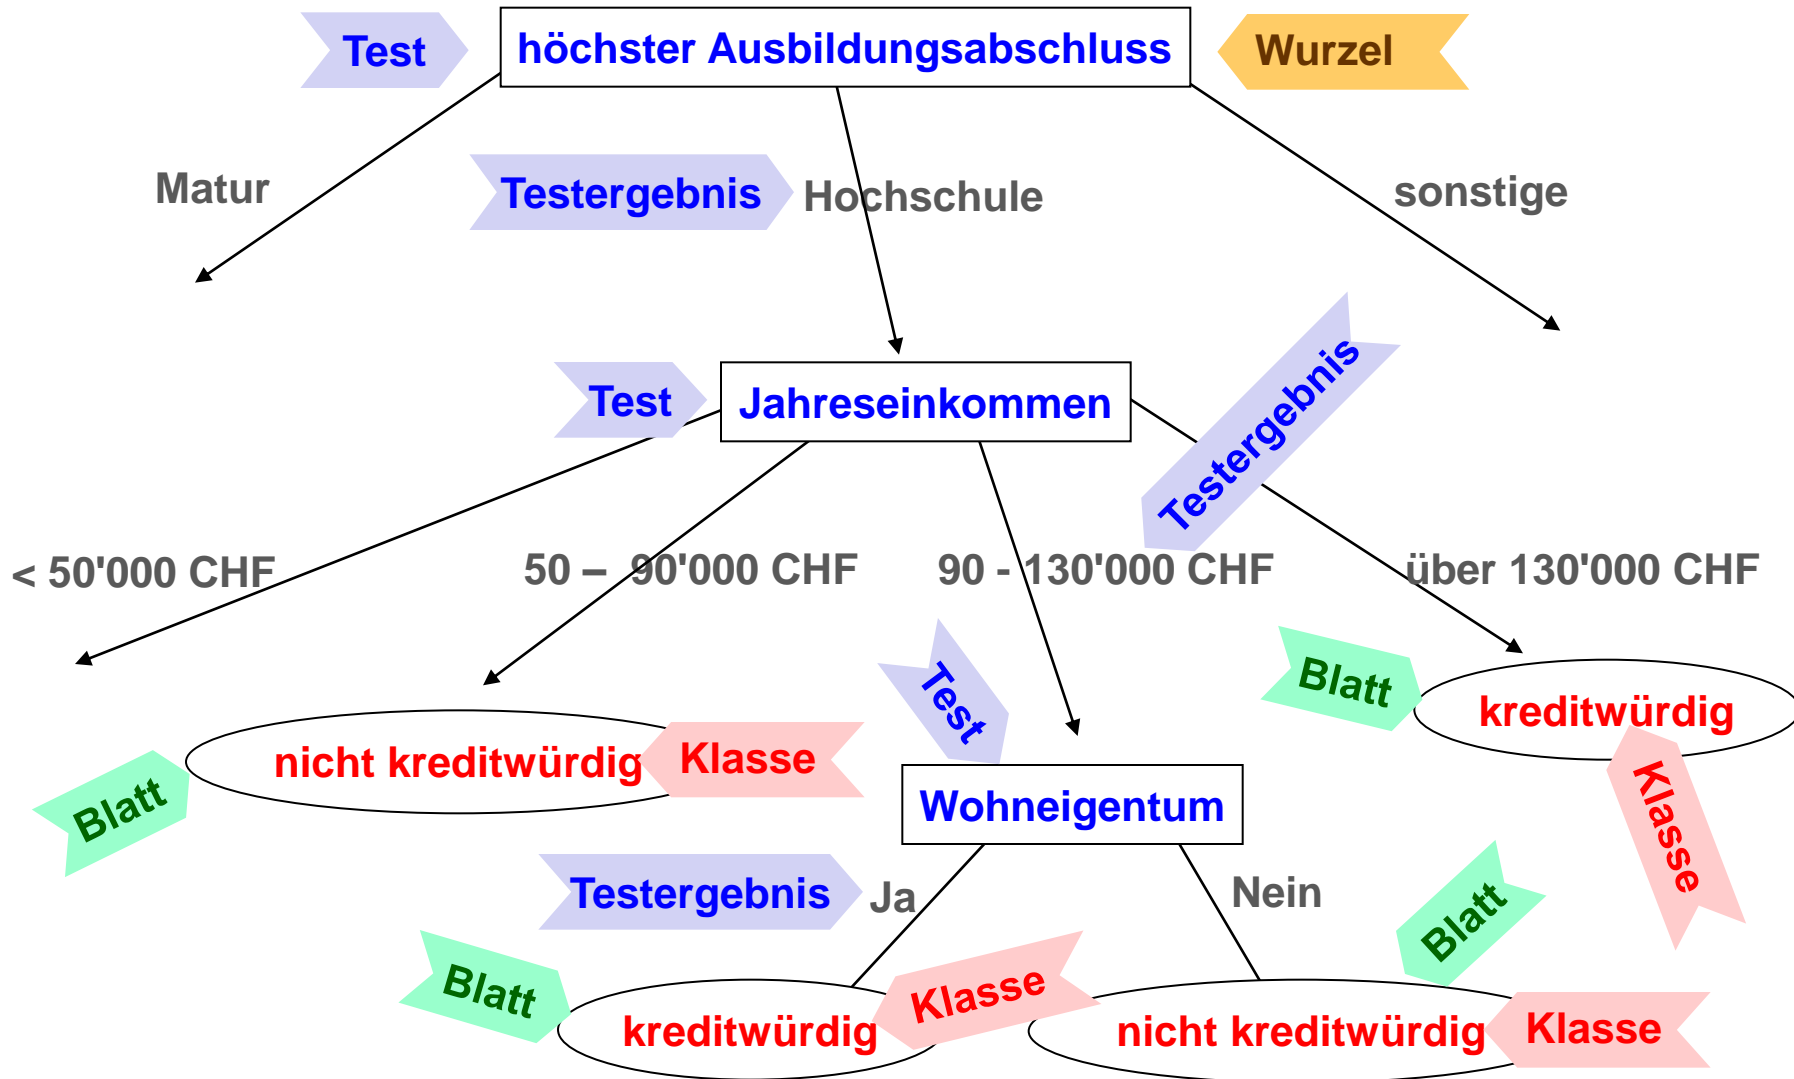 Test
höchster Ausbildungsabschluss
Wurzel
Matur
Testergebnis
Hochschule
sonstige
Test
Jahreseinkommen
Testergebnis
< 50'000 CHF
50 – 90'000 CHF
90 - 130'000 CHF
über 130'000 CHF
Test
Blatt
kreditwürdig
Klasse
Blatt
nicht kreditwürdig
Klasse
Wohneigentum
Testergebnis
Ja
Nein
Blatt
Blatt
kreditwürdig
Klasse
nicht kreditwürdig
Klasse